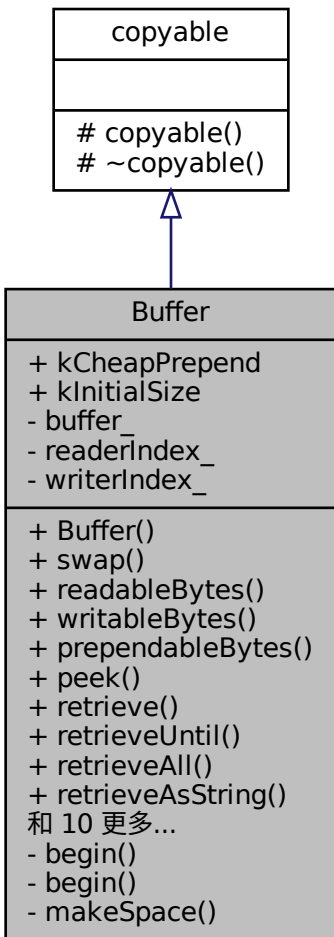 copyable
# copyable()
# ~copyable()
Buffer
+ kCheapPrepend
+ kInitialSize
- buffer_
- readerIndex_
- writerIndex_
+ Buffer()
+ swap()
+ readableBytes()
+ writableBytes()
+ prependableBytes()
+ peek()
+ retrieve()
+ retrieveUntil()
+ retrieveAll()
+ retrieveAsString()
和 10 更多...
- begin()
- begin()
- makeSpace()